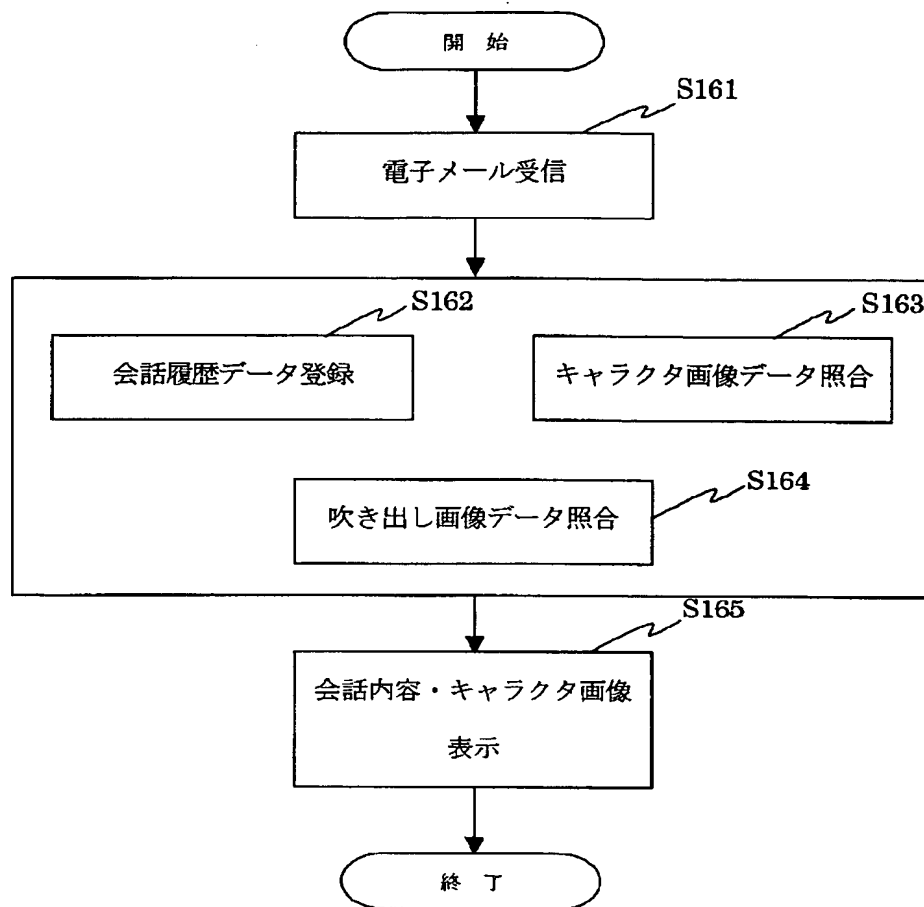 開 始
S161
電子メール受信
S162
S163
会話履歴データ登録
キャラクタ画像データ照合
S164
吹き出し画像データ照合
S165
会話内容・キャラクタ画像
表示
終 了